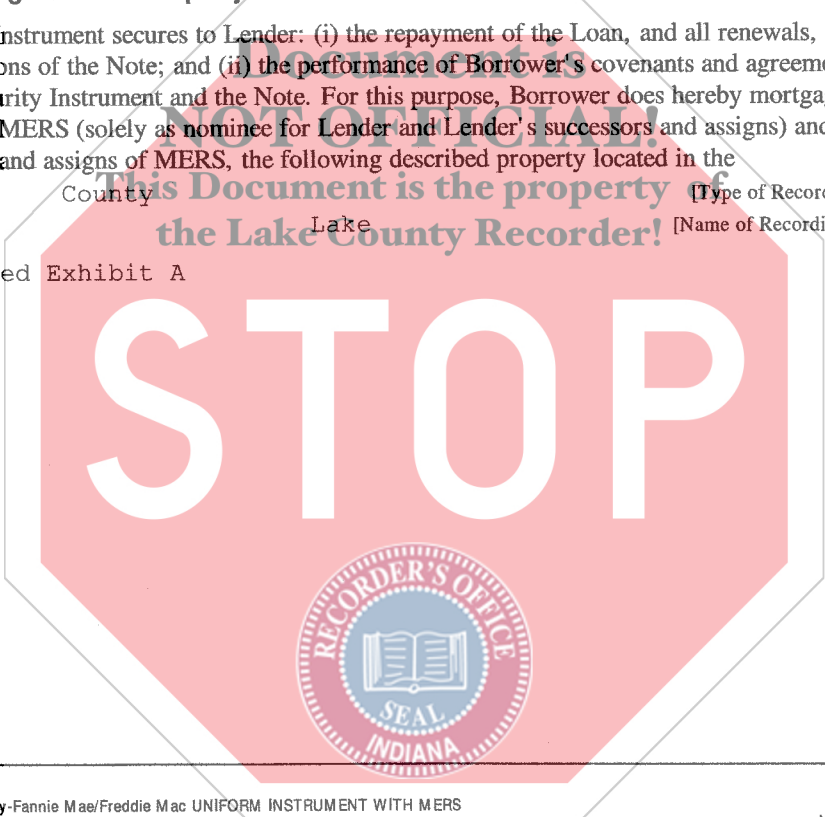 nstrument secures to Lender: (i) the repayment of the Loan, and all renewals,
ons of the Note; and (ii) the performance of Borrower's covenants and agreeme
urity Instrument and the Note. For this purpose, Borrower does hereby mortga
MERS (solely as nominee for Lender and Lender's successors and assigns) and
and assigns of MERS, the following described property located in the
County [Type of Record
Lake [Name of Recordi
ed Exhibit A
Document is
NOT OFFICIAL!
This Document is the property of
the Lake County Recorder!
STOP
RECORDER'S OFFICE
SEAL
INDIANA
y-Fannie Mae/Freddie Mac UNIFORM INSTRUMENT WITH MERS